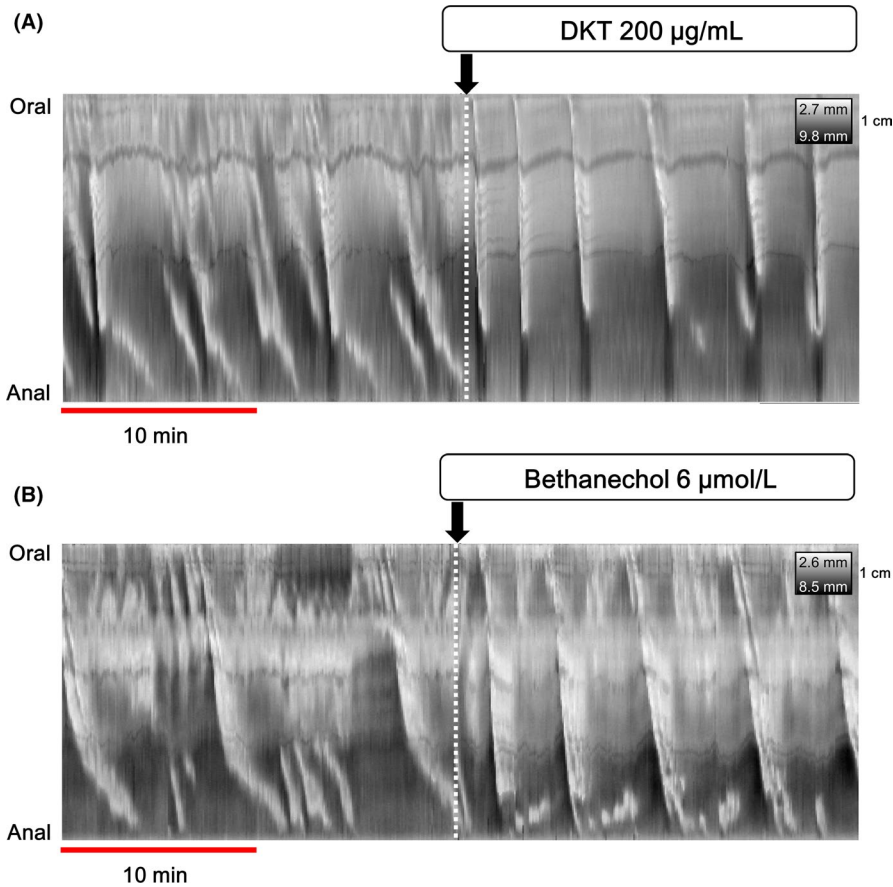 (A)
DKT 200 µg/mL
Oral
2.7 mm
1 cm
9.8 mm
Anal
10 min
(B)
Bethanechol 6 µmol/L
Oral
2.6 mm
1 cm
8.5 mm
Anal
10 min